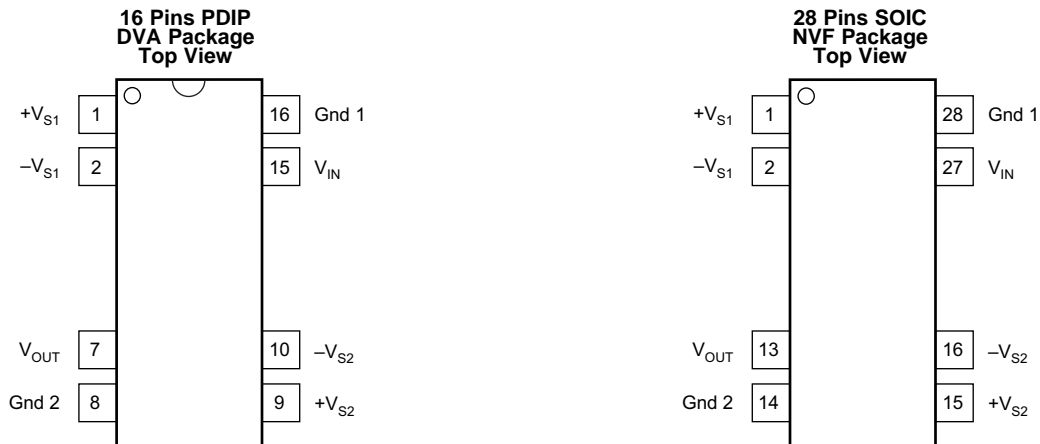 16 Pins PDIP
DVA Package
Top View
+VS1 1 16 Gnd 1
–VS1 2 15 VIN
VOUT 7 10 –VS2
Gnd 2 8 9 +VS2
28 Pins SOIC
NVF Package
Top View
+VS1 1 28 Gnd 1
–VS1 2 27 VIN
VOUT 13 16 –VS2
Gnd 2 14 15 +VS2